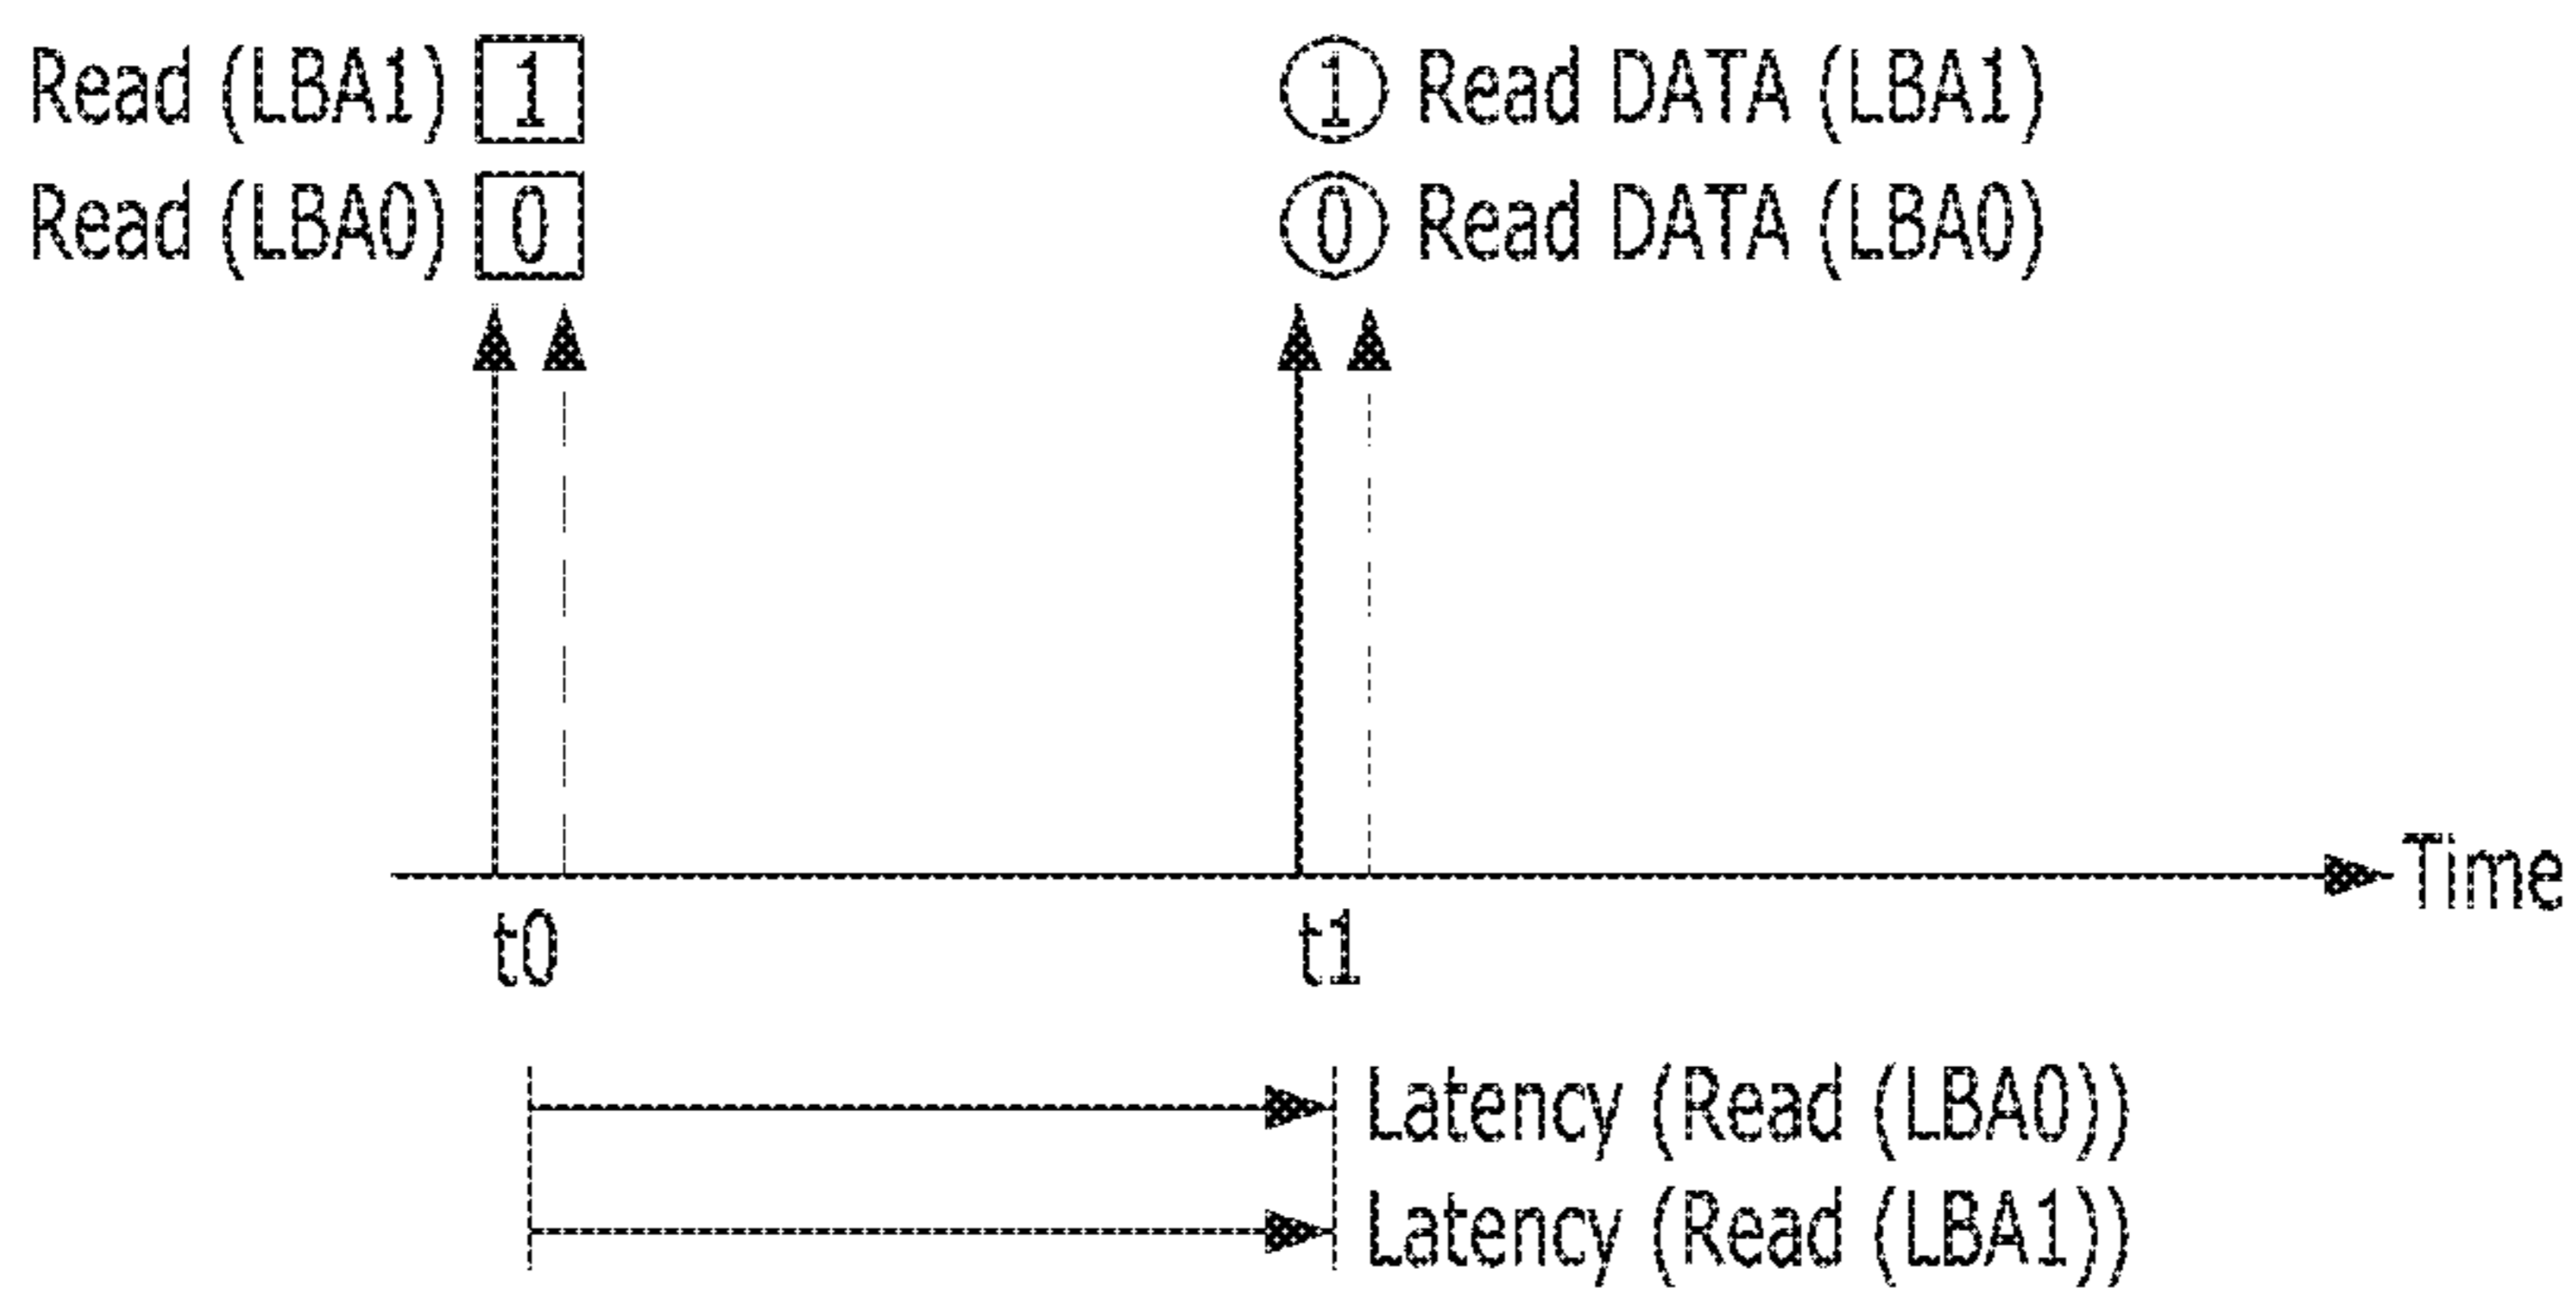 Read (LBA1) 1 1 Read DATA (LBA1)
Read (LBA0) 0 0 Read DATA (LBA0)
Time
t0 t1
Latency (Read (LBA0))
Latency (Read (LBA1))